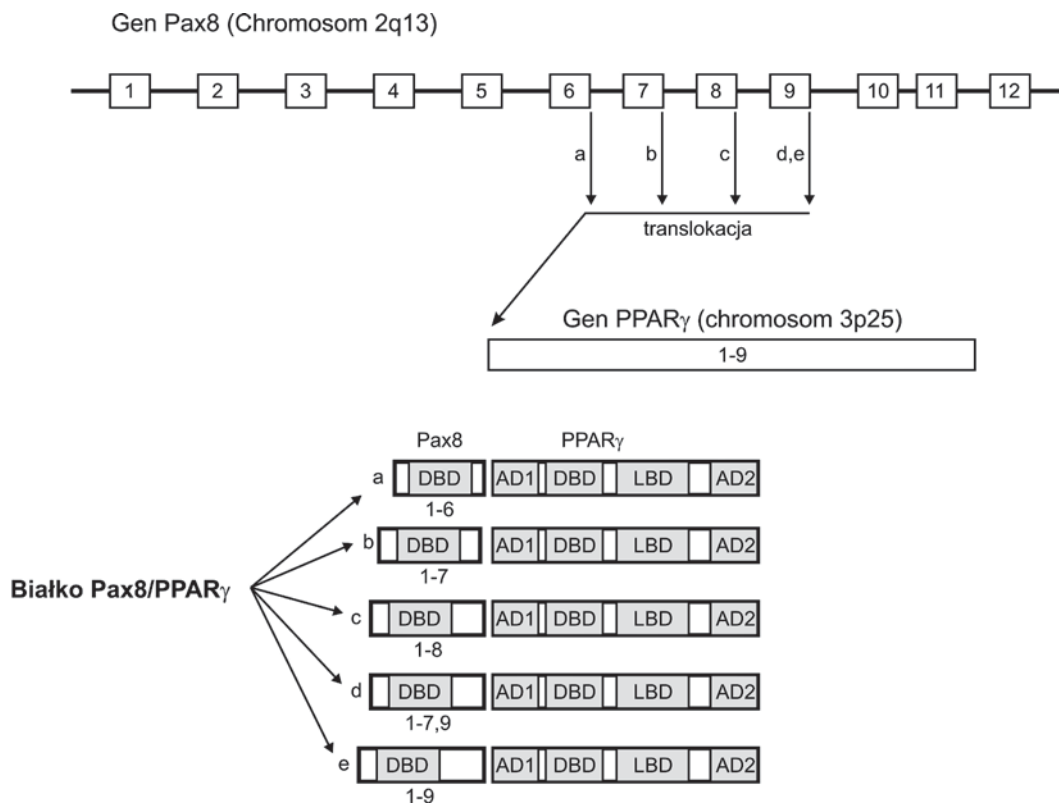 Gen Pax8 (Chromosom 2q13)
1 2 3 4 5 6 7 8 9 10 11 12
a b c d,e
translokacja
Gen PPARγ (chromosom 3p25)
1-9
Pax8 PPARγ
a DBD AD1 DBD LBD AD2
1-6
b DBD AD1 DBD LBD AD2
1-7
Białko Pax8/PPARγ
c DBD AD1 DBD LBD AD2
1-8
d DBD AD1 DBD LBD AD2
1-7,9
e DBD AD1 DBD LBD AD2
1-9